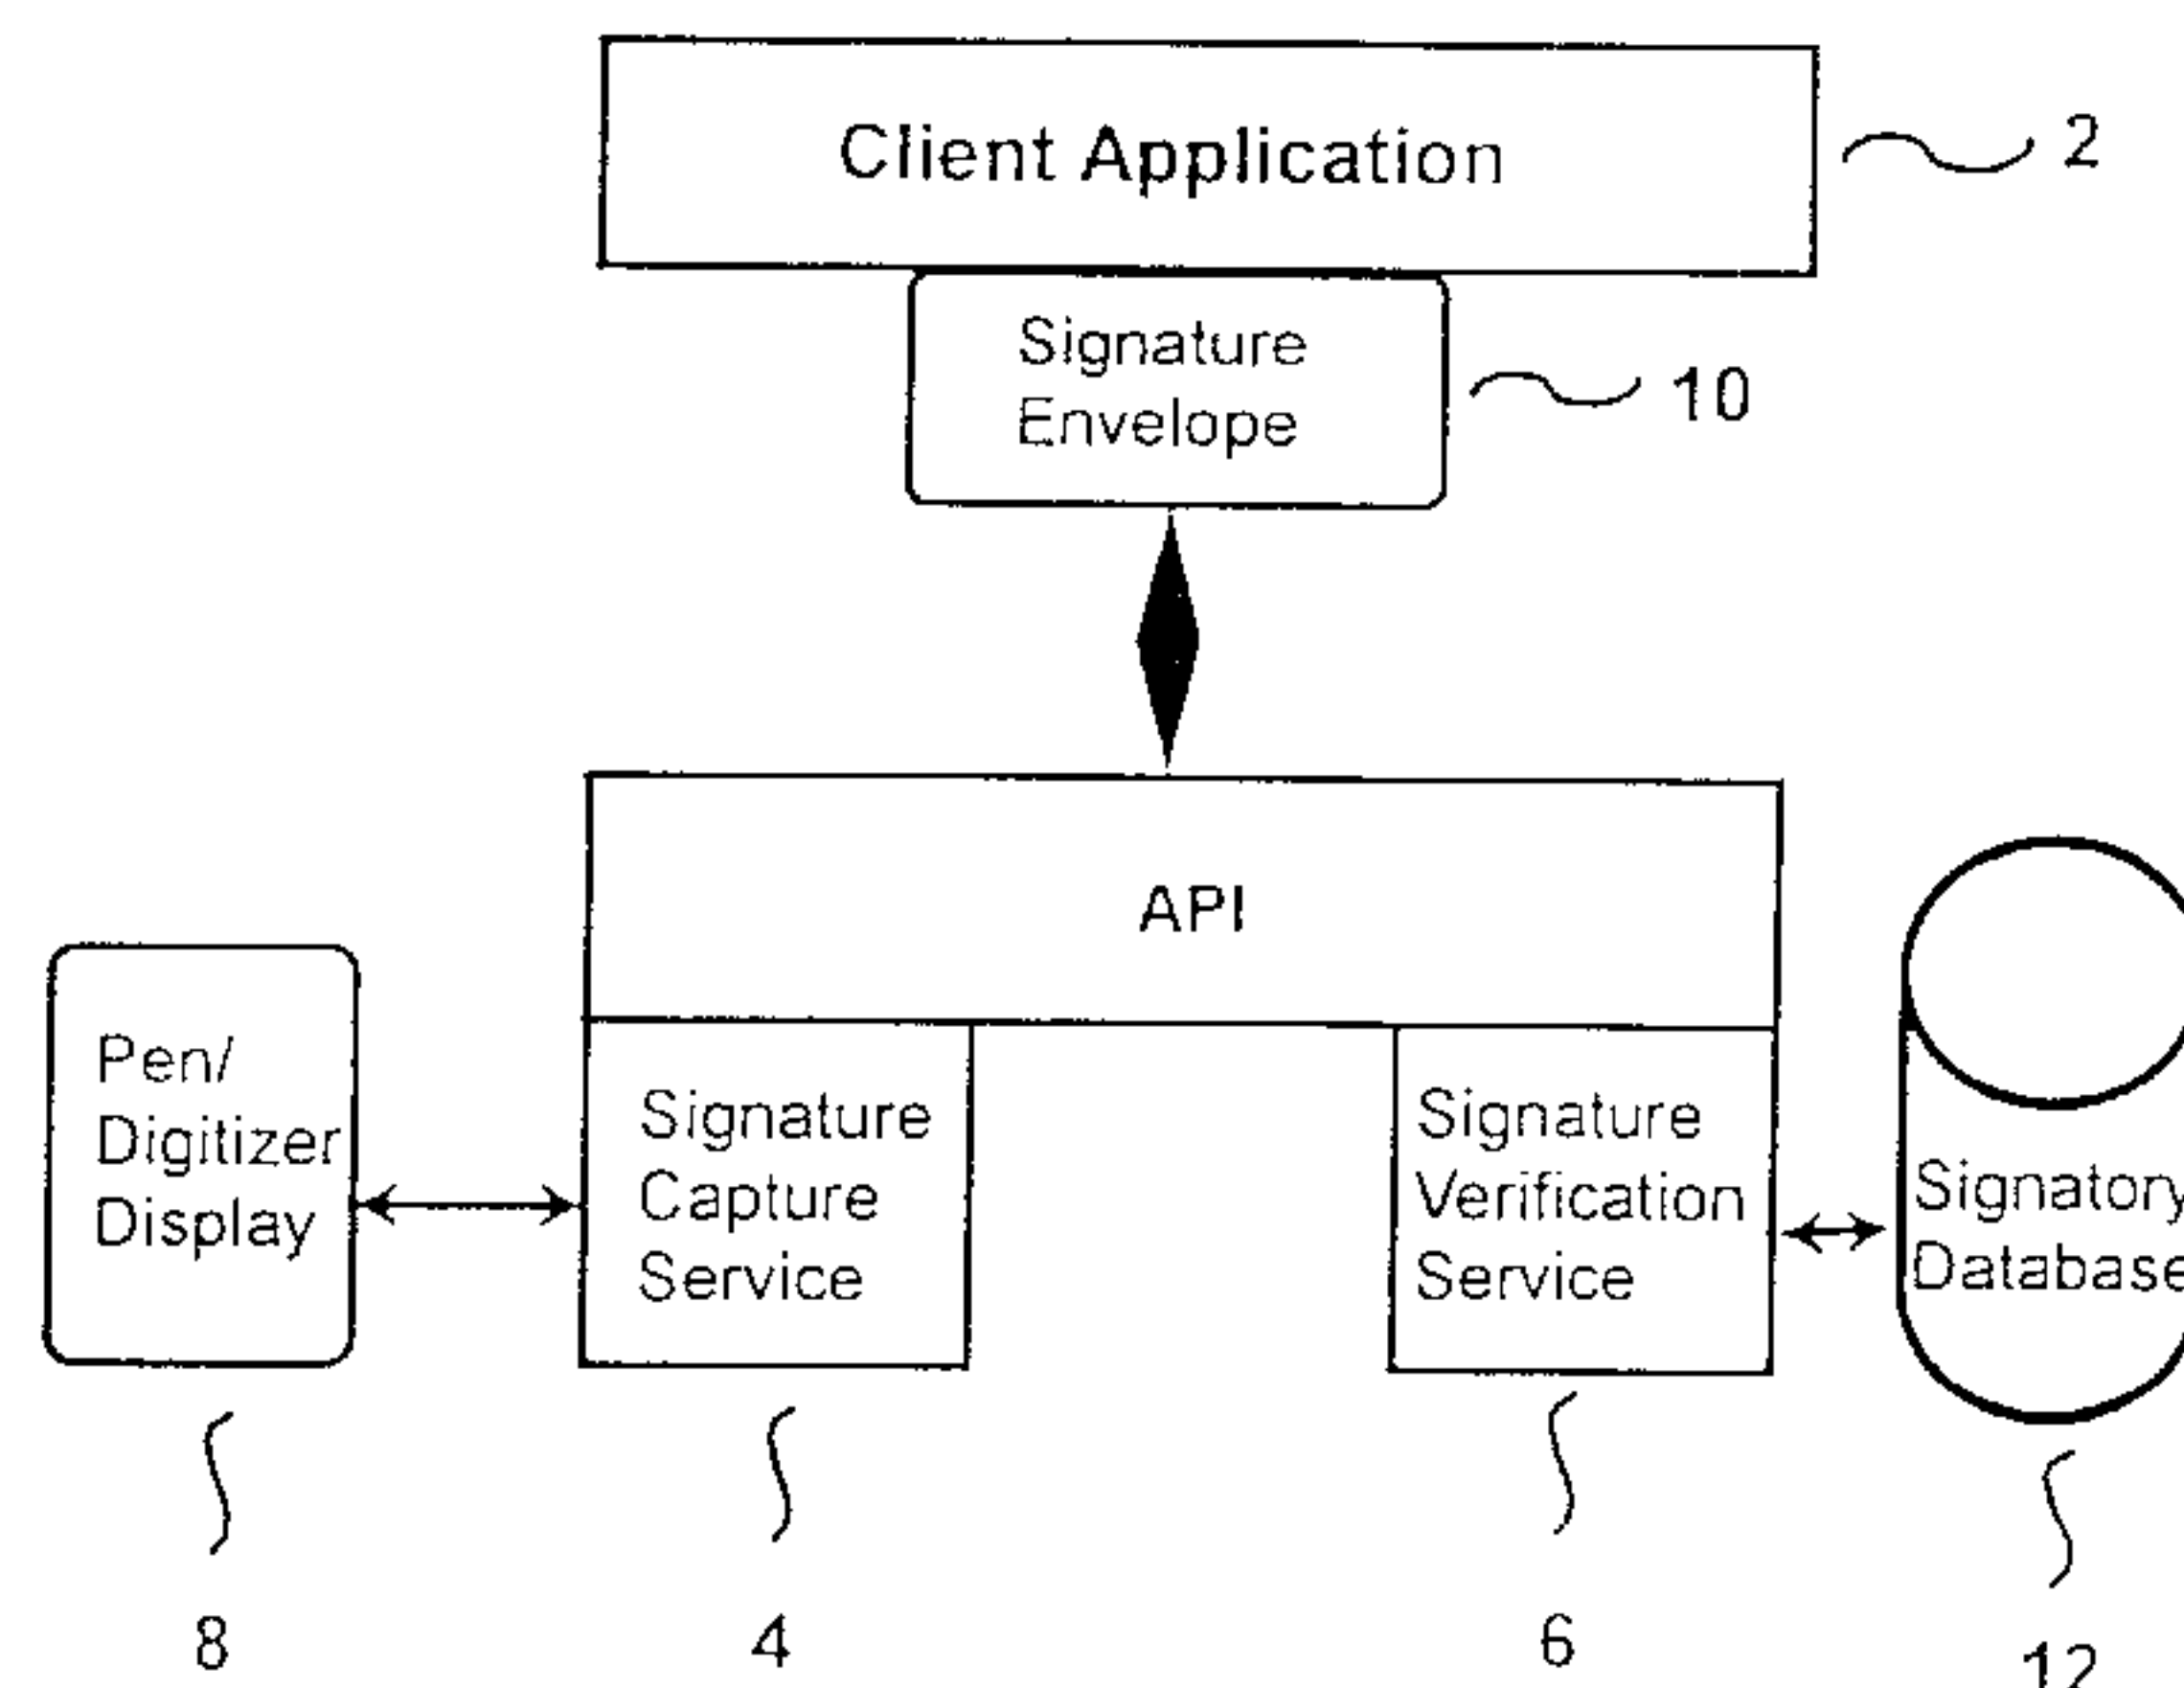 Client Application
2
Signature
Envelope
10
API
Pen/
Digitizer
Display
Signature
Capture
Service
Signature
Verification
Service
Signatory
Database
8
4
6
12